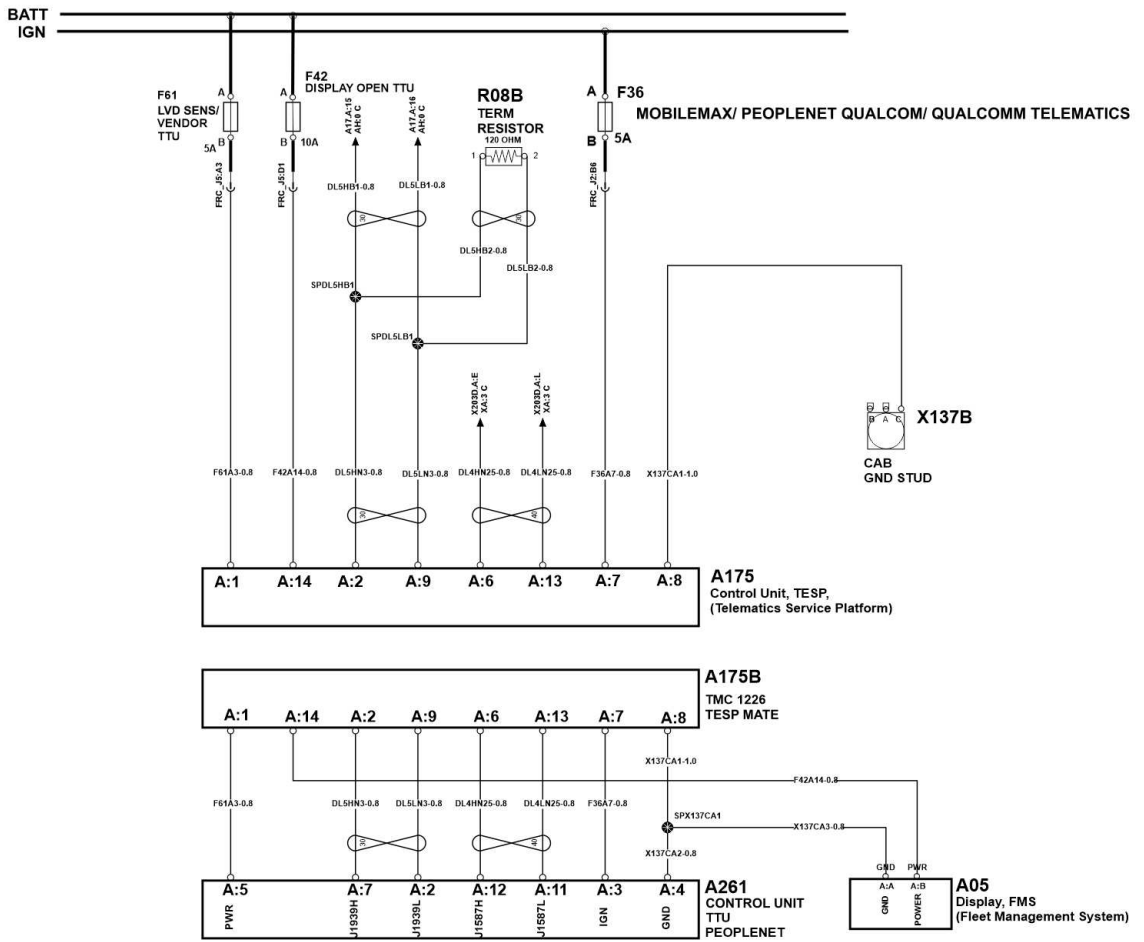 BATT
IGN
F61
LVD SENS/
VENDOR
TTU
A
B
5A
FRC_J5:A3
F42
DISPLAY OPEN TTU
A
B
10A
FRC_J5:D1
A17.A:15
AH:0 C
A17.A:16
AH:0 C
R08B
TERM
RESISTOR
120 OHM
1
2
A
F36
B
5A
FRC_J2:B6
MOBILEMAX/ PEOPLENET QUALCOM/ QUALCOMM TELEMATICS
DL5HB1-0.8
DL5LB1-0.8
30
30
DL5HB2-0.8
DL5LB2-0.8
SPDL5HB1
SPDL5LB1
X203D.A:E
XA:3 C
X203D.A:L
XA:3 C
B A C
X137B
CAB
GND STUD
F61A3-0.8
F42A14-0.8
DL5HN3-0.8
DL5LN3-0.8
DL4HN25-0.8
DL4LN25-0.8
F36A7-0.8
X137CA1-1.0
30
40
A:1
A:14
A:2
A:9
A:6
A:13
A:7
A:8
A175
Control Unit, TESP,
(Telematics Service Platform)
A175B
TMC 1226
TESP MATE
A:1
A:14
A:2
A:9
A:6
A:13
A:7
A:8
X137CA1-1.0
F42A14-0.8
F61A3-0.8
DL5HN3-0.8
DL5LN3-0.8
DL4HN25-0.8
DL4LN25-0.8
F36A7-0.8
SPX137CA1
X137CA3-0.8
30
40
X137CA2-0.8
A:5
PWR
A:7
J1939H
A:2
J1939L
A:12
J1587H
A:11
J1587L
A:3
IGN
A:4
GND
A261
CONTROL UNIT
TTU
PEOPLENET
GND
PWR
A:A
A:B
GND
POWER
A05
Display, FMS
(Fleet Management System)